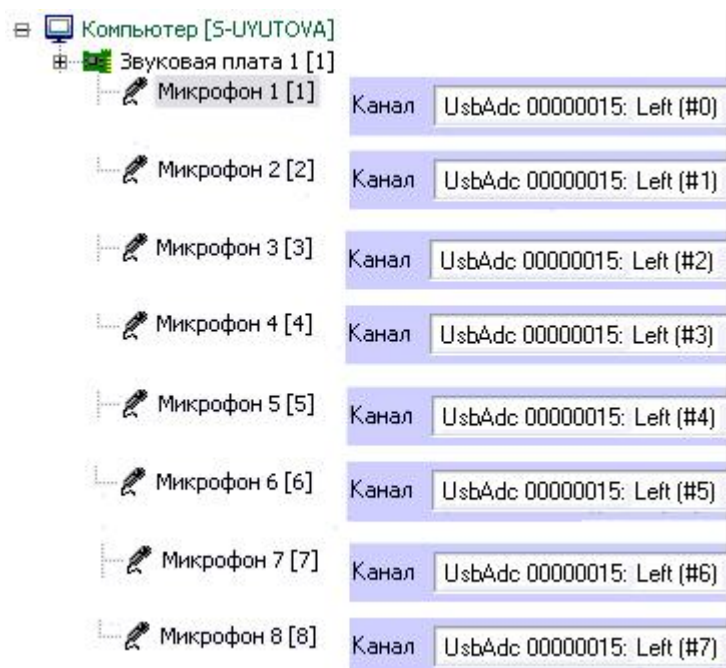 Компьютер [S-UYUTOVA]
Звуковая плата 1 [1]
Микрофон 1 [1] Канал UsbAdc 00000015: Left (#0)
Микрофон 2 [2] Канал UsbAdc 00000015: Left (#1)
Микрофон 3 [3] Канал UsbAdc 00000015: Left (#2)
Микрофон 4 [4] Канал UsbAdc 00000015: Left (#3)
Микрофон 5 [5] Канал UsbAdc 00000015: Left (#4)
Микрофон 6 [6] Канал UsbAdc 00000015: Left (#5)
Микрофон 7 [7] Канал UsbAdc 00000015: Left (#6)
Микрофон 8 [8] Канал UsbAdc 00000015: Left (#7)